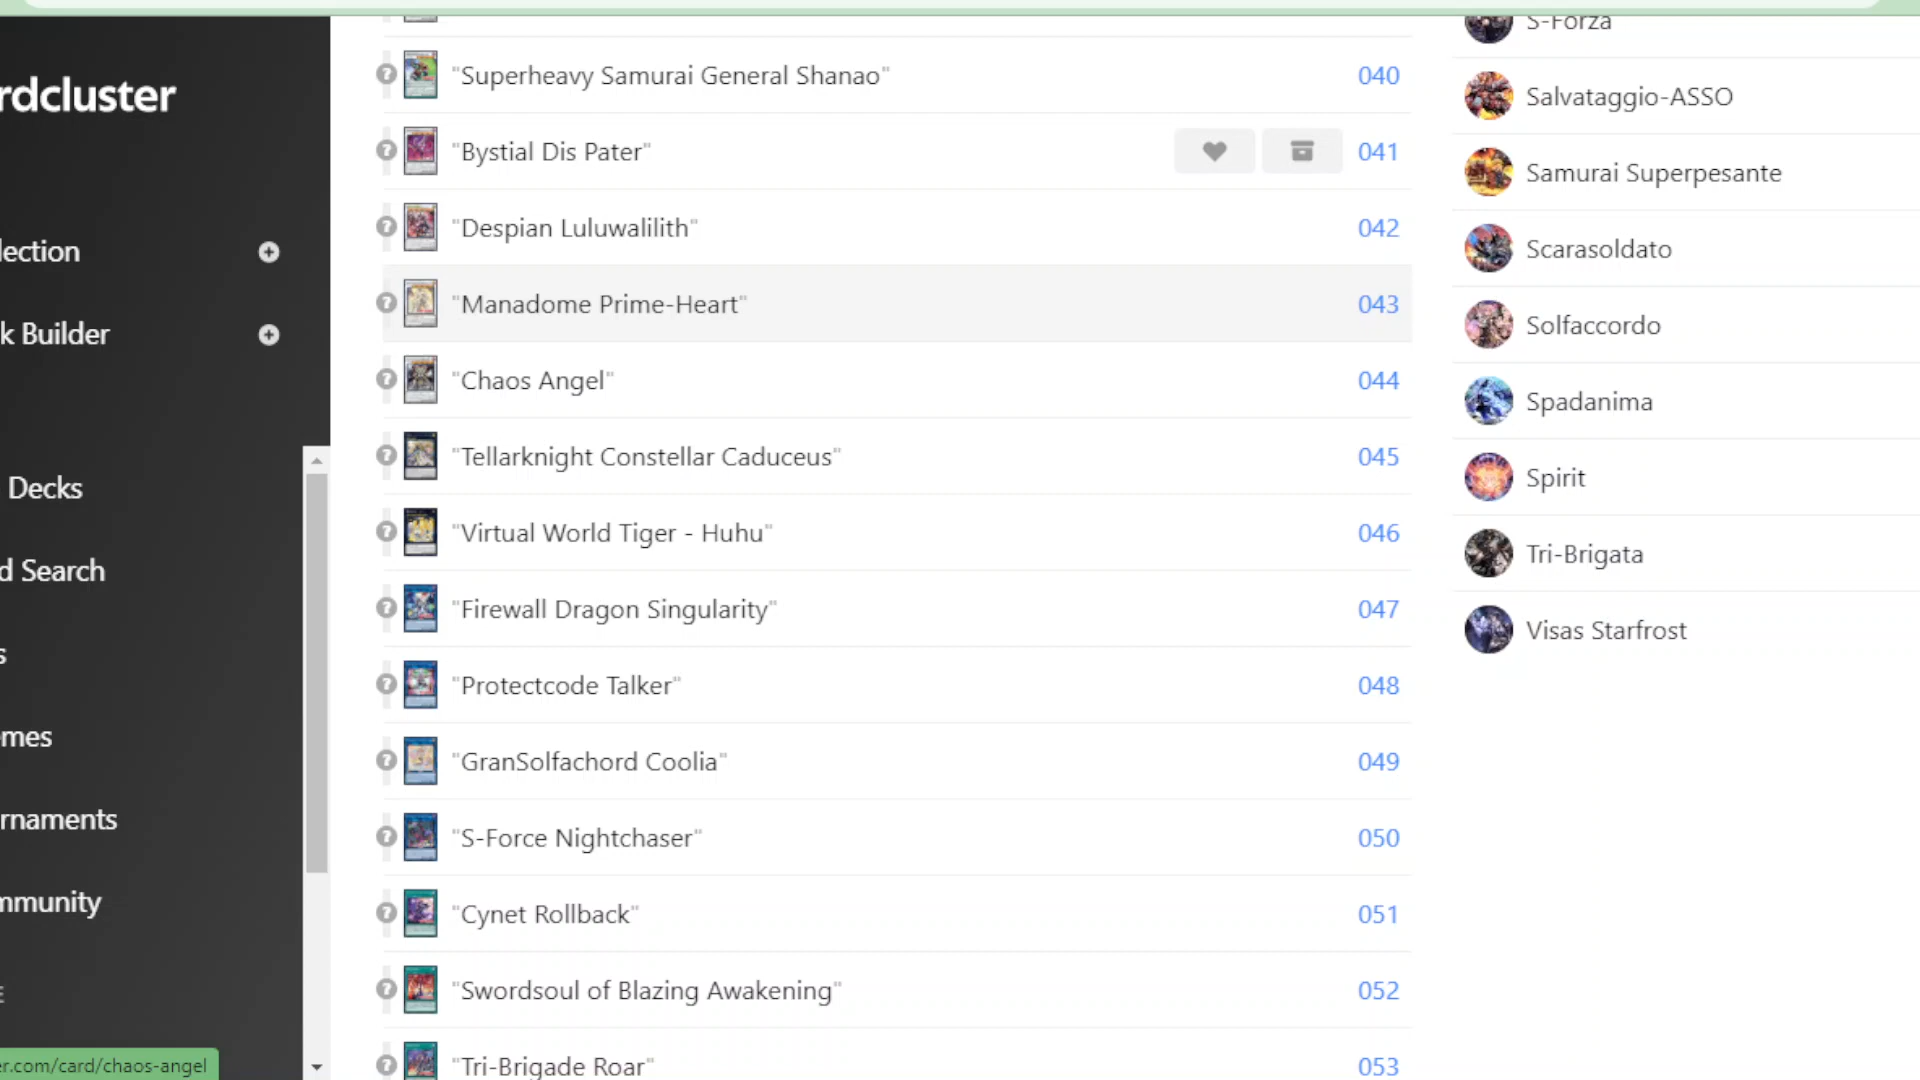 rdcluster
lection
k Builder
Decks
d Search
s
mes
rnaments
mmunity
E
er.com/card/chaos-angel
"Superheavy Samurai General Shanao" 040
"Bystial Dis Pater" 041
"Despian Luluwalilith" 042
"Manadome Prime-Heart" 043
"Chaos Angel" 044
"Tellarknight Constellar Caduceus" 045
"Virtual World Tiger - Huhu" 046
"Firewall Dragon Singularity" 047
"Protectcode Talker" 048
"GranSolfachord Coolia" 049
"S-Force Nightchaser" 050
"Cynet Rollback" 051
"Swordsoul of Blazing Awakening" 052
"Tri-Brigade Roar" 053
S-Forza
Salvataggio-ASSO
Samurai Superpesante
Scarasoldato
Solfaccordo
Spadanima
Spirit
Tri-Brigata
Visas Starfrost